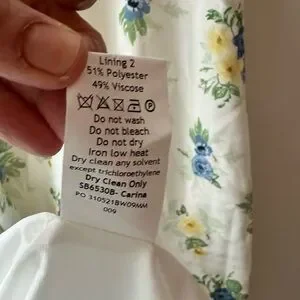 Lining 2
51% Polyester
49% Viscose
Do not wash
Do not bleach
Do not dry
Iron low heat
Dry clean any solvent
except trichloroethylene
Dry Clean Only
SB6530B- Carina
PO 310521BW09MM
009